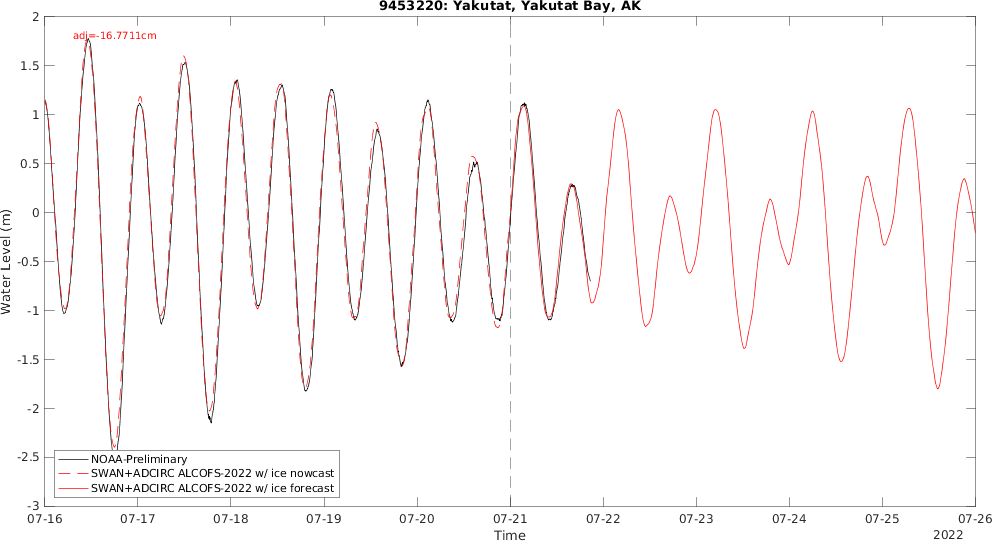 9453220: Yakutat, Yakutat Bay, AK
adj=-16.7711cm
Water Level (m)
2
1.5
1
0.5
0
-0.5
-1
-1.5
-2
-2.5
-3
NOAA-Preliminary
SWAN+ADCIRC ALCOFS-2022 w/ ice nowcast
SWAN+ADCIRC ALCOFS-2022 w/ ice forecast
07-16 07-17 07-18 07-19 07-20 07-21 07-22 07-23 07-24 07-25 07-26
Time
2022